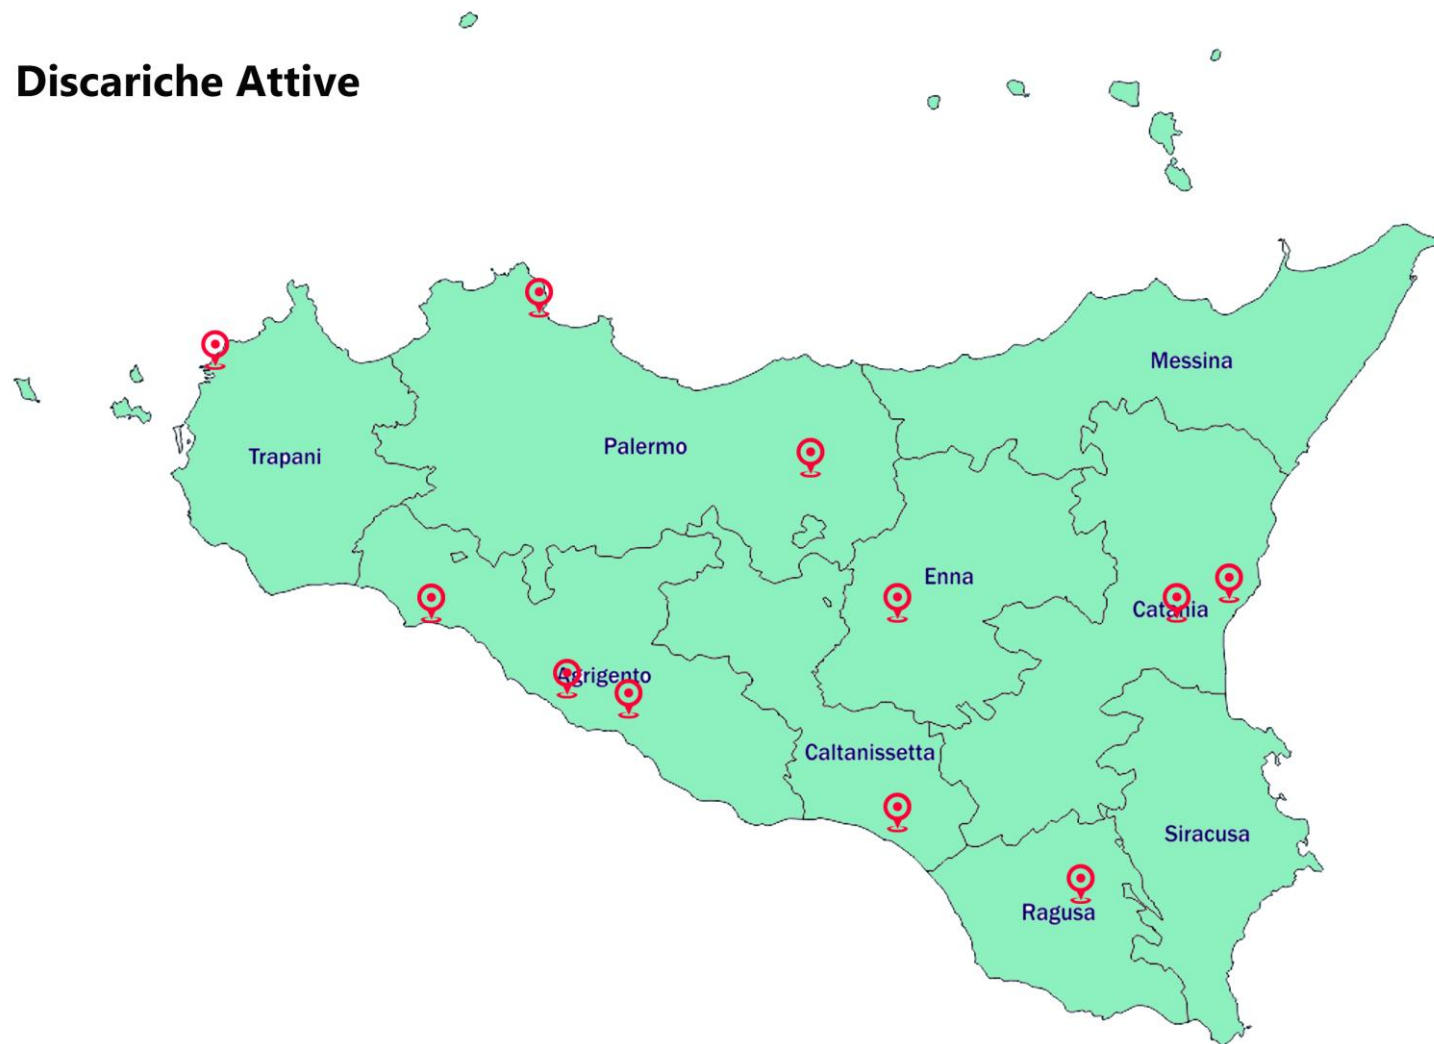 Discariche Attive
Messina
Palermo
Trapani
Enna
Catania
Agrigento
Caltanissetta
Siracusa
Ragusa